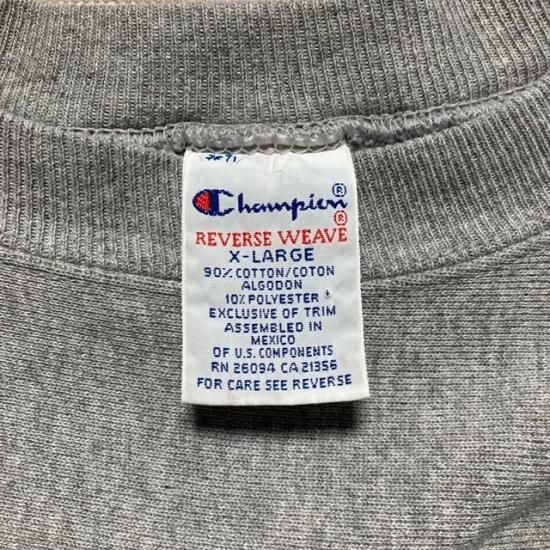 Champion®
®
REVERSE WEAVE
X-LARGE
90% COTTON/COTON
ALGODON
10% POLYESTER
EXCLUSIVE OF TRIM
ASSEMBLED IN
MEXICO
OF U.S. COMPONENTS
RN 26094 CA 21356
FOR CARE SEE REVERSE